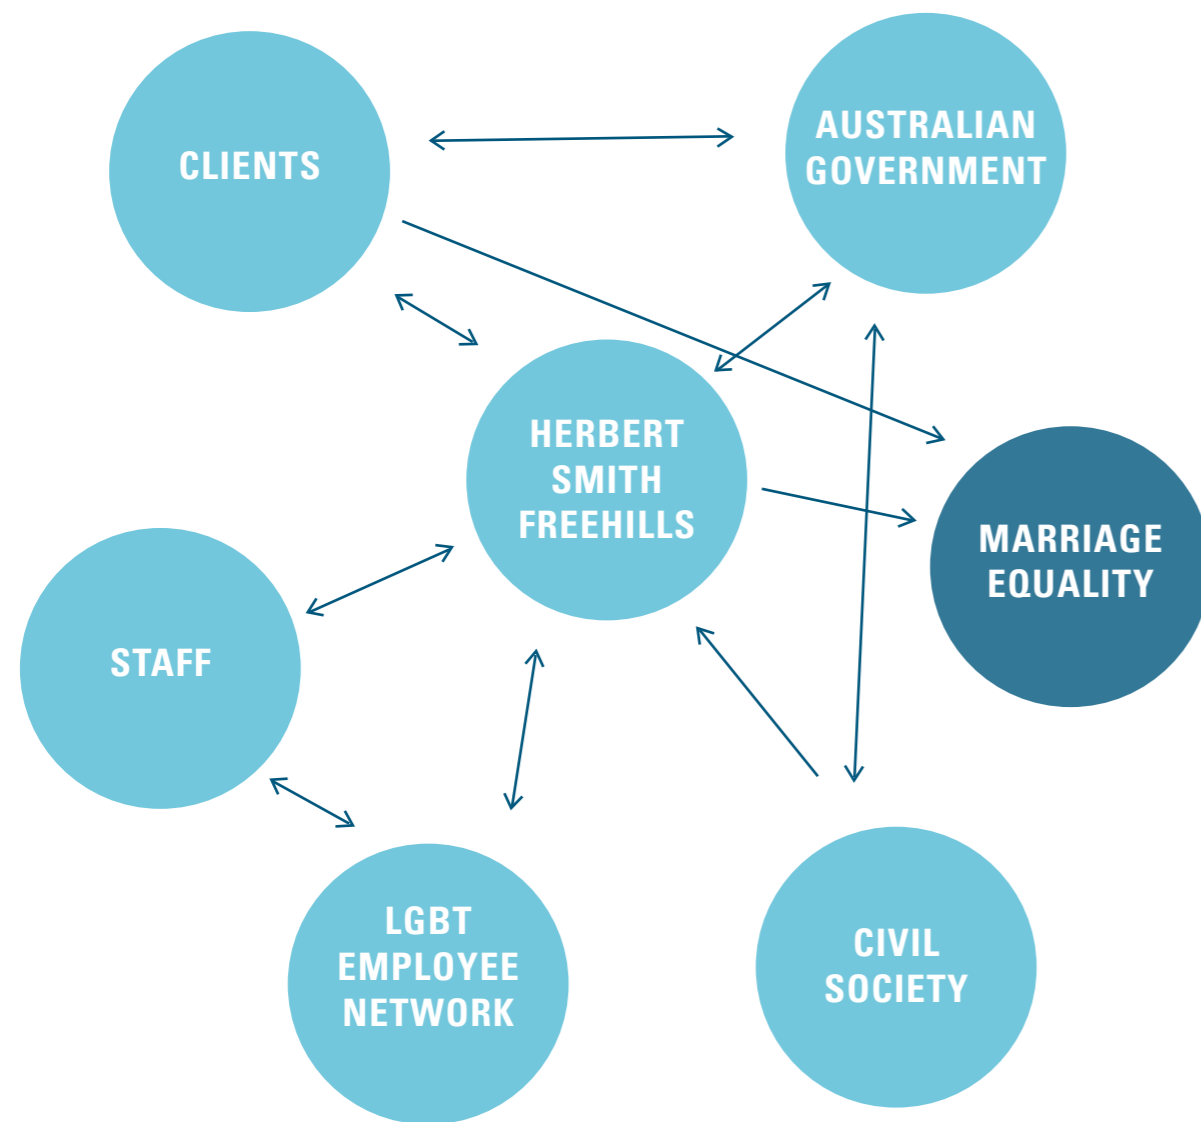 CLIENTS
AUSTRALIAN
GOVERNMENT
HERBERT
SMITH
FREEHILLS
MARRIAGE
EQUALITY
STAFF
LGBT
EMPLOYEE
NETWORK
CIVIL
SOCIETY